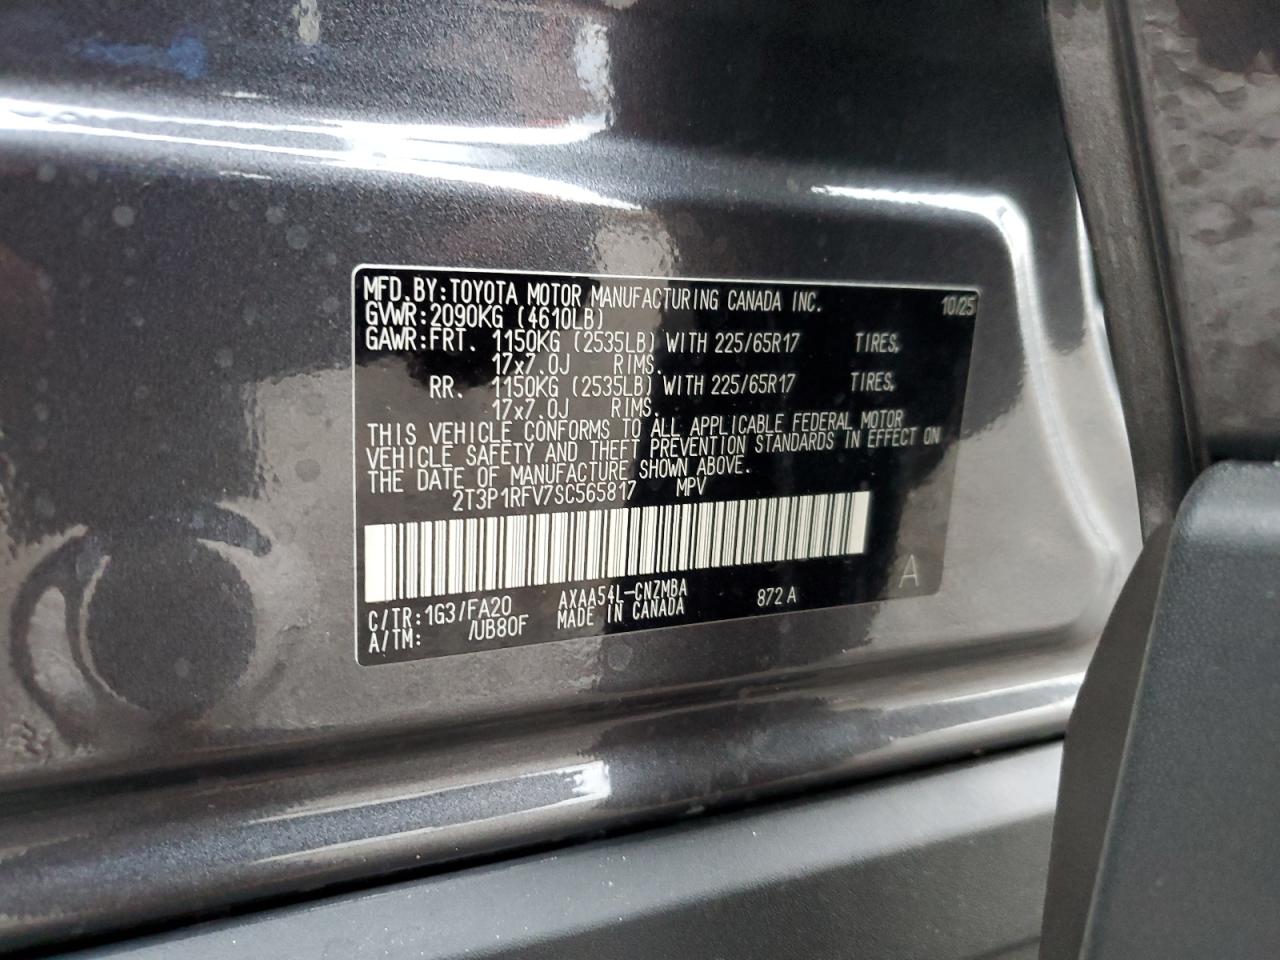 MFD.BY:TOYOTA MOTOR MANUFACTURING CANADA INC. 10/25
GVWR:2090KG (4610LB)
GAWR:FRT. 1150KG (2535LB) WITH 225/65R17 TIRES,
17x7.0J RIMS.
RR. 1150KG (2535LB) WITH 225/65R17 TIRES,
17x7.0J RIMS.
THIS VEHICLE CONFORMS TO ALL APPLICABLE FEDERAL MOTOR
VEHICLE SAFETY AND THEFT PREVENTION STANDARDS IN EFFECT ON
THE DATE OF MANUFACTURE SHOWN ABOVE.
2T3P1RFV7SC565817 MPV
C/TR:1G3/FA20 AXAA54L-CNZMBA 872A A
A/TM: /UB80F MADE IN CANADA